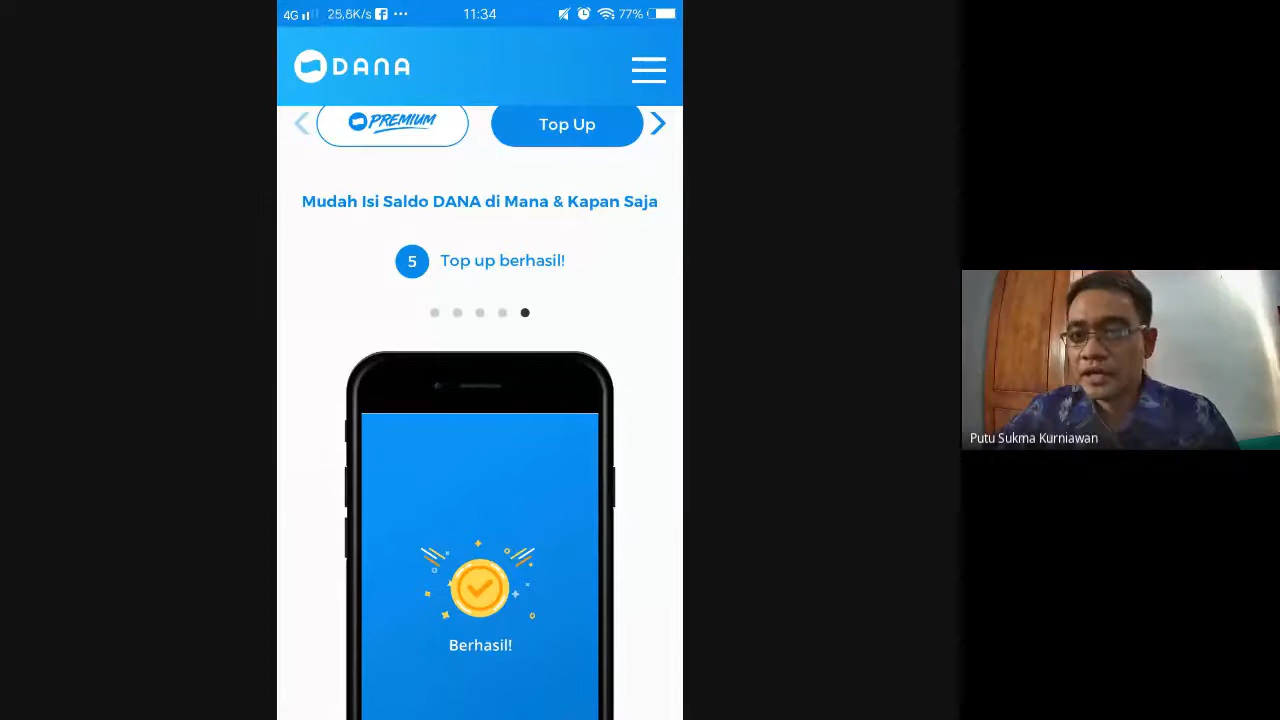 4G 25,8K/s ... 11:34 77%
DANA
PREMIUM
Top Up
Mudah Isi Saldo DANA di Mana & Kapan Saja
5 Top up berhasil!
Berhasil!
Putu Sukma Kurniawan